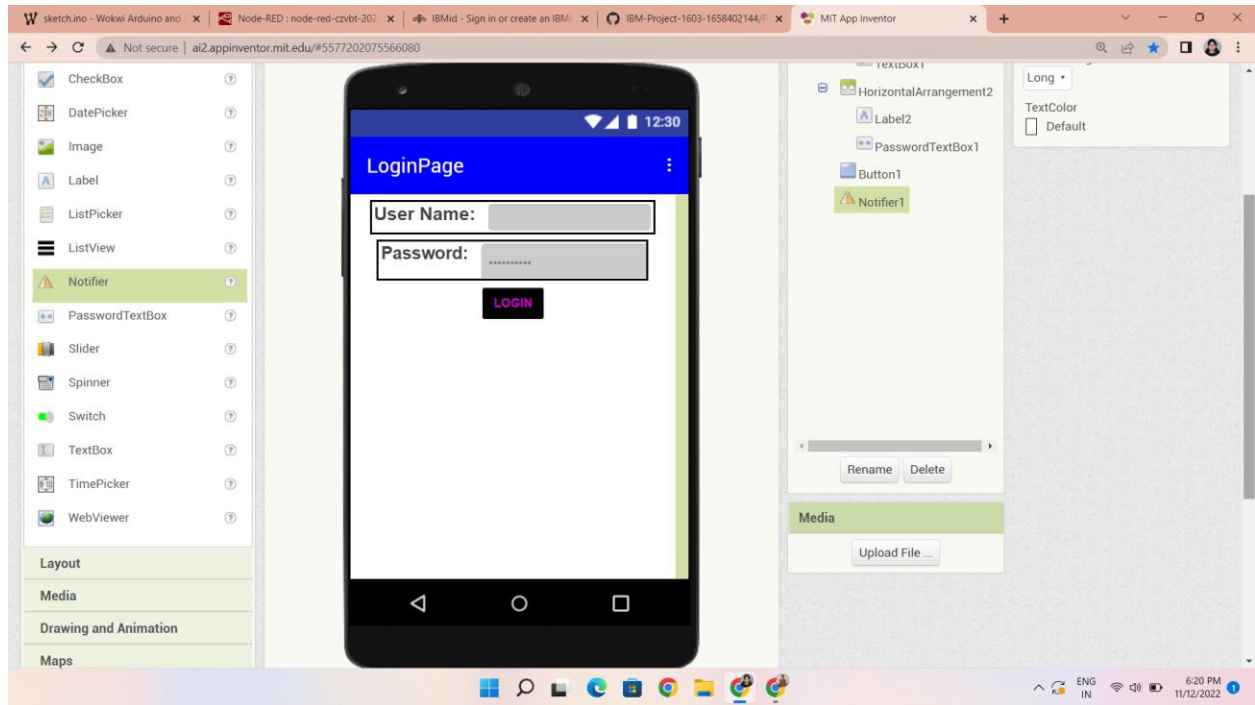 sketch.ino - Wokwi Arduino and
Node-RED : node-red-czvbt-202
IBMid - Sign in or create an IBMi
IBM-Project-1603-1658402144/F
MIT App Inventor
Not secure | ai2.appinventor.mit.edu/#5577202075566080
CheckBox
DatePicker
Image
Label
ListPicker
ListView
Notifier
PasswordTextBox
Slider
Spinner
Switch
TextBox
TimePicker
WebViewer
Layout
Media
Drawing and Animation
Maps
12:30
LoginPage
User Name:
Password:
LOGIN
TextBox1
HorizontalArrangement2
Label2
PasswordTextBox1
Button1
Notifier1
Rename Delete
Media
Upload File ...
Long
TextColor
Default
ENG
IN
6:20 PM
11/12/2022
1